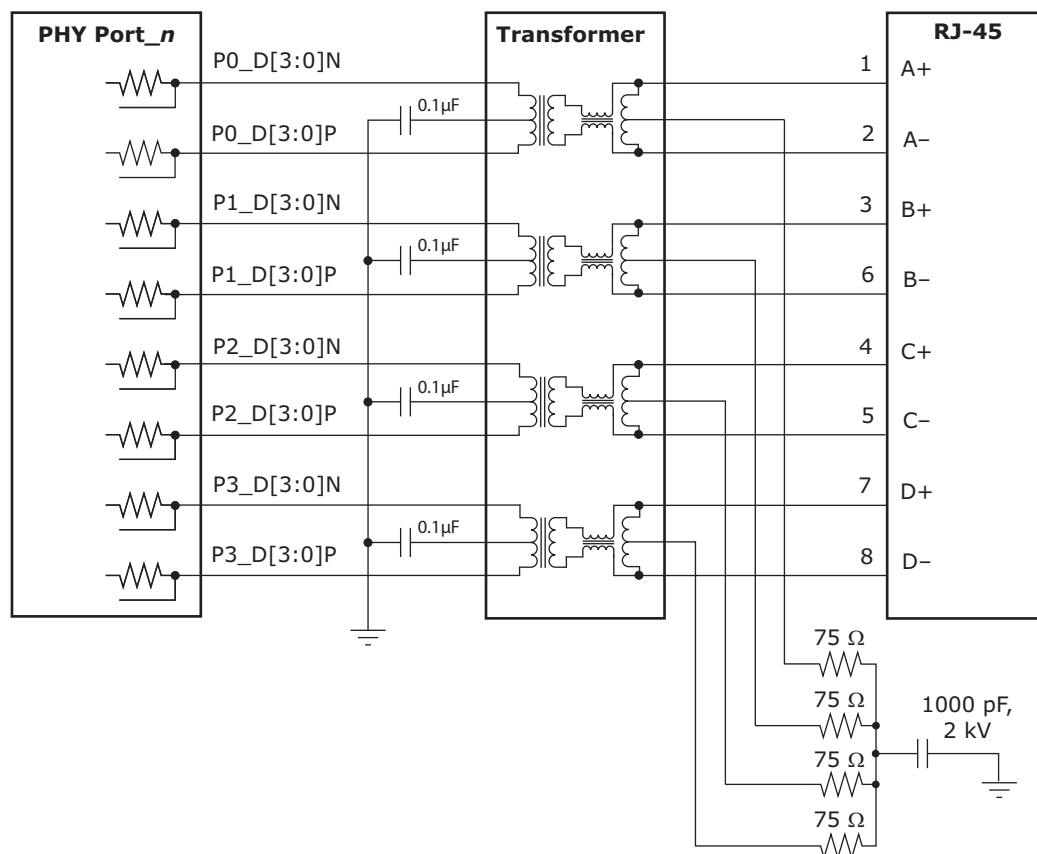 PHY Port_n
Transformer
RJ-45
P0_D[3:0]N
1
A+
0.1µF
P0_D[3:0]P
2
A–
P1_D[3:0]N
3
B+
0.1µF
P1_D[3:0]P
6
B–
P2_D[3:0]N
4
C+
0.1µF
P2_D[3:0]P
5
C–
P3_D[3:0]N
7
D+
0.1µF
P3_D[3:0]P
8
D–
75 Ω
75 Ω
1000 pF,
2 kV
75 Ω
75 Ω